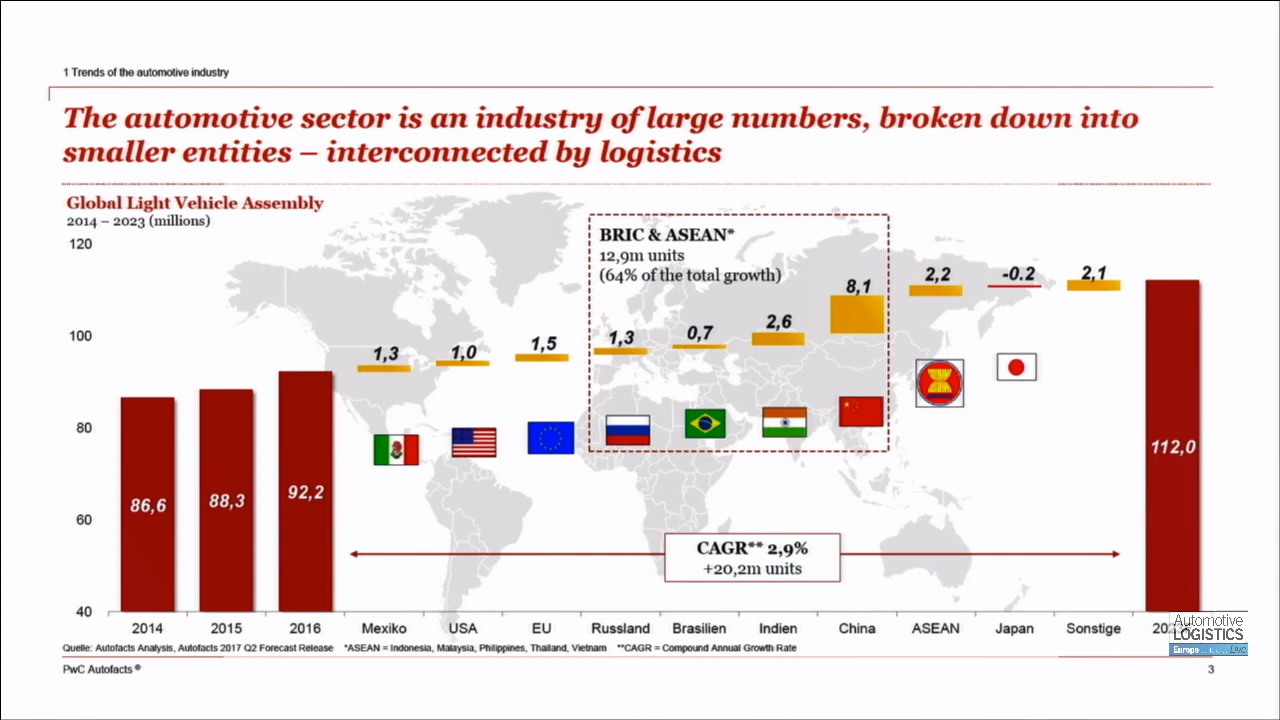 1 Trends of the automotive industry
The automotive sector is an industry of large numbers, broken down into
smaller entities – interconnected by logistics
Global Light Vehicle Assembly
2014 – 2023 (millions)
BRIC & ASEAN*
12,9m units
(64% of the total growth)
120
100
80
60
40
86,6
88,3
92,2
1,3
1,0
1,5
1,3
0,7
2,6
8,1
2,2
-0.2
2,1
112,0
CAGR** 2,9%
+20,2m units
2014
2015
2016
Mexiko
USA
EU
Russland
Brasilien
Indien
China
ASEAN
Japan
Sonstige
Quelle: Autofacts Analysis, Autofacts 2017 Q2 Forecast Release *ASEAN = Indonesia, Malaysia, Philippines, Thailand, Vietnam **CAGR = Compound Annual Growth Rate
PwC Autofacts ®
3
Automotive
LOGISTICS
Europe Live